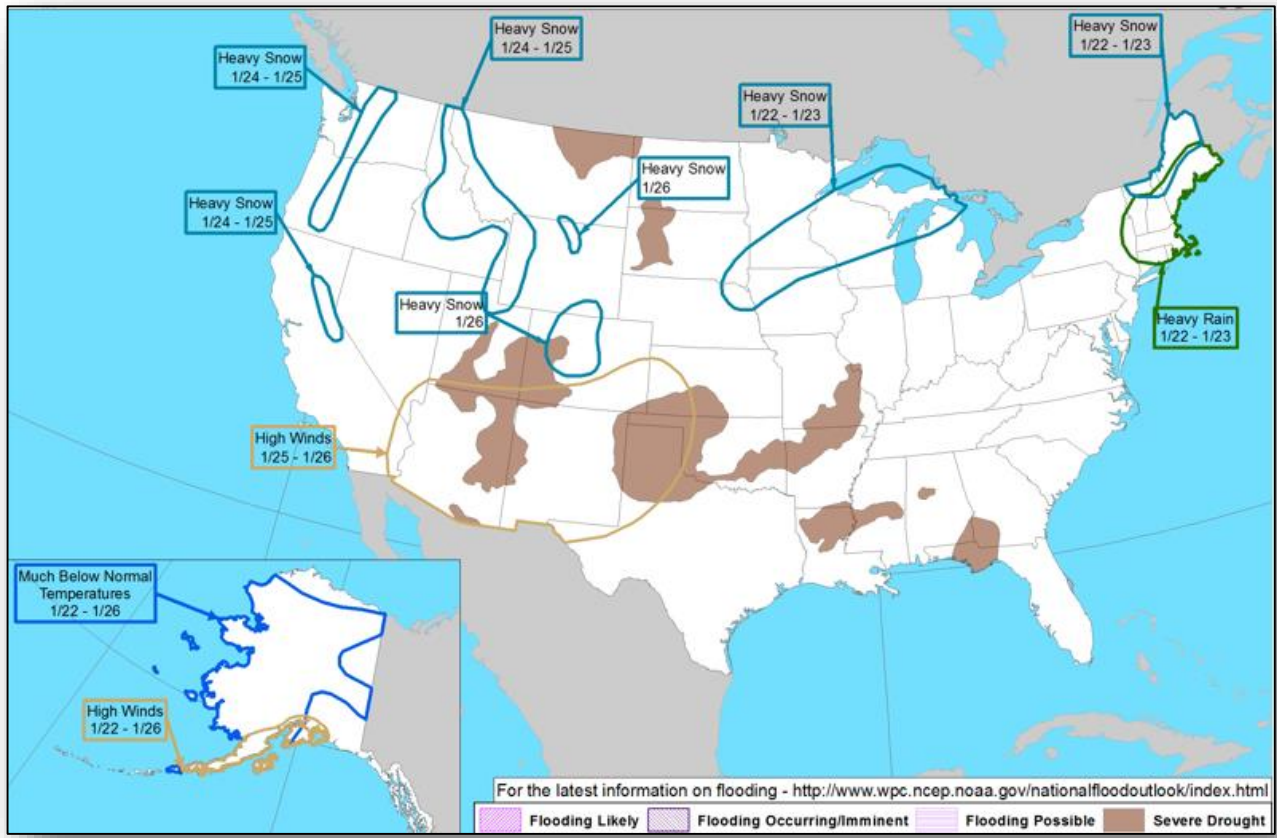 Heavy Snow
1/24 - 1/25
Heavy Snow
1/22 - 1/23
Heavy Snow
1/24 - 1/25
Heavy Snow
1/22 - 1/23
Heavy Snow
1/26
Heavy Snow
1/24 - 1/25
Heavy Snow
1/26
Heavy Rain
1/22 - 1/23
High Winds
1/25 - 1/26
Much Below Normal
Temperatures
1/22 - 1/26
High Winds
1/22 - 1/26
For the latest information on flooding - http://www.wpc.ncep.noaa.gov/nationalfloodoutlook/index.html
Flooding Likely
Flooding Occurring/Imminent
Flooding Possible
Severe Drought